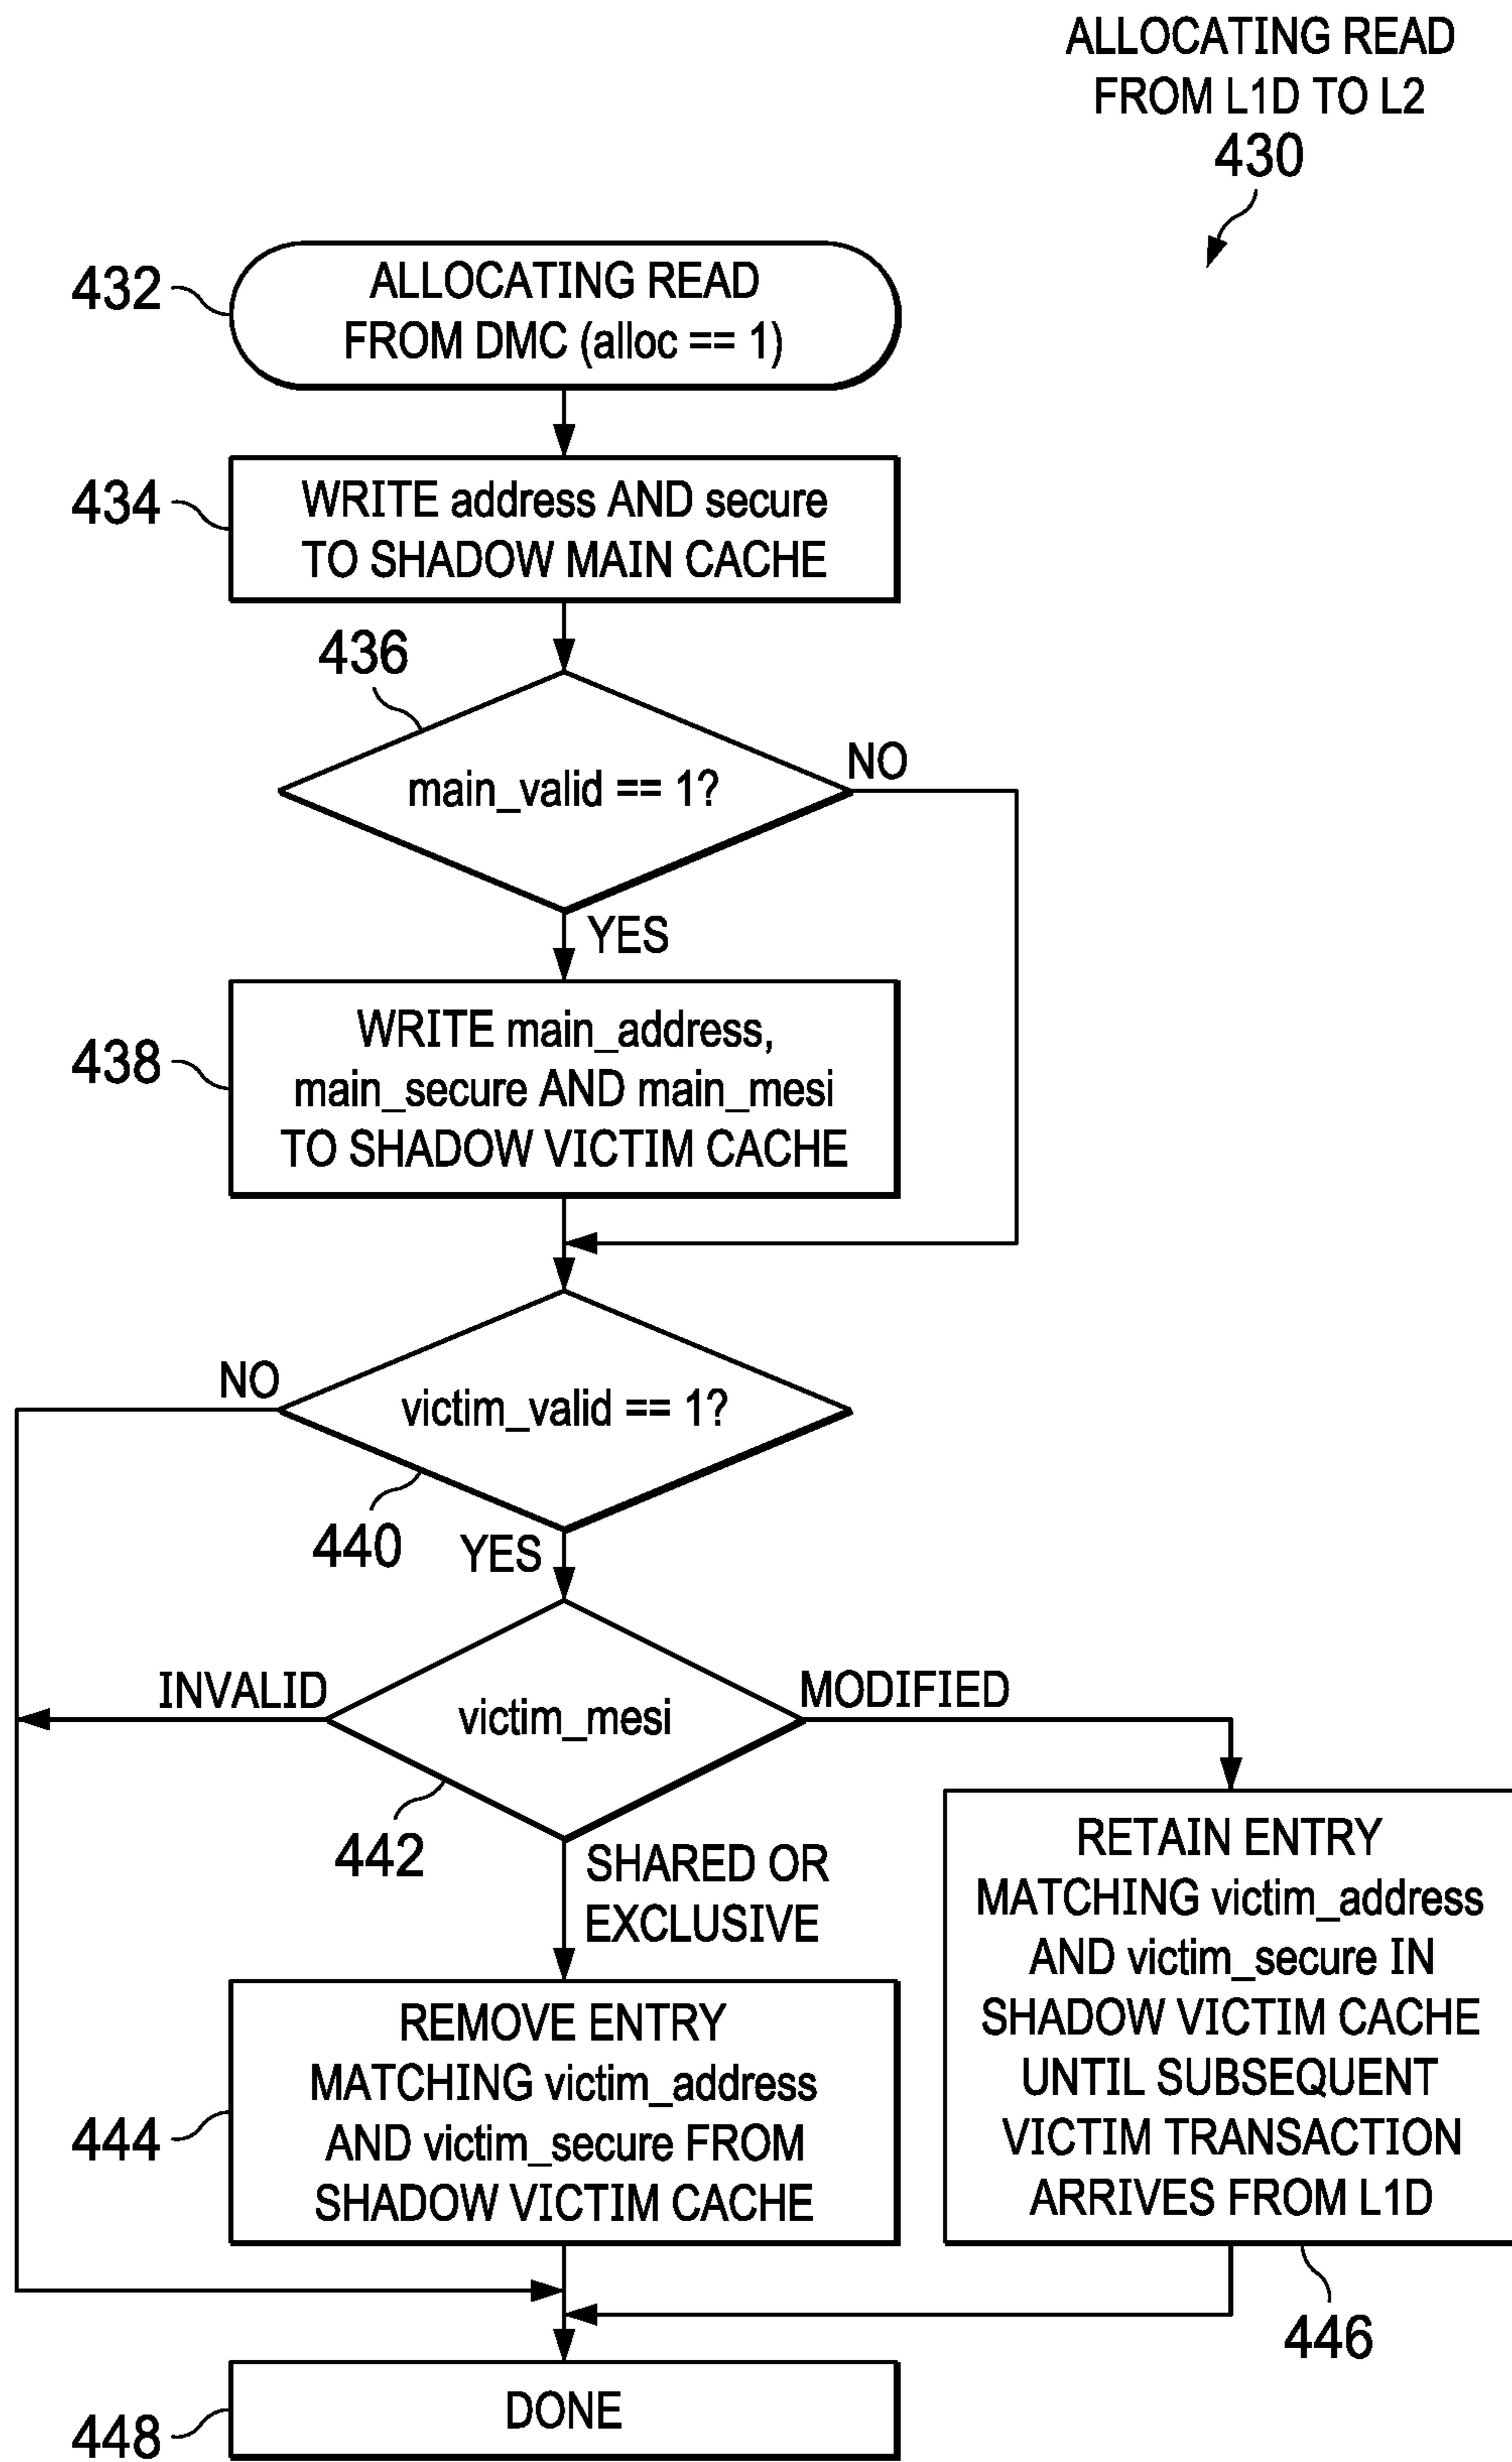 ALLOCATING READ
FROM L1D TO L2
430
432
ALLOCATING READ
FROM DMC (alloc == 1)
434
WRITE address AND secure
TO SHADOW MAIN CACHE
436
main_valid == 1?
NO
YES
438
WRITE main_address,
main_secure AND main_mesi
TO SHADOW VICTIM CACHE
NO
victim_valid == 1?
440
YES
INVALID
victim_mesi
MODIFIED
442
SHARED OR
EXCLUSIVE
444
REMOVE ENTRY
MATCHING victim_address
AND victim_secure FROM
SHADOW VICTIM CACHE
RETAIN ENTRY
MATCHING victim_address
AND victim_secure IN
SHADOW VICTIM CACHE
UNTIL SUBSEQUENT
VICTIM TRANSACTION
ARRIVES FROM L1D
446
448
DONE